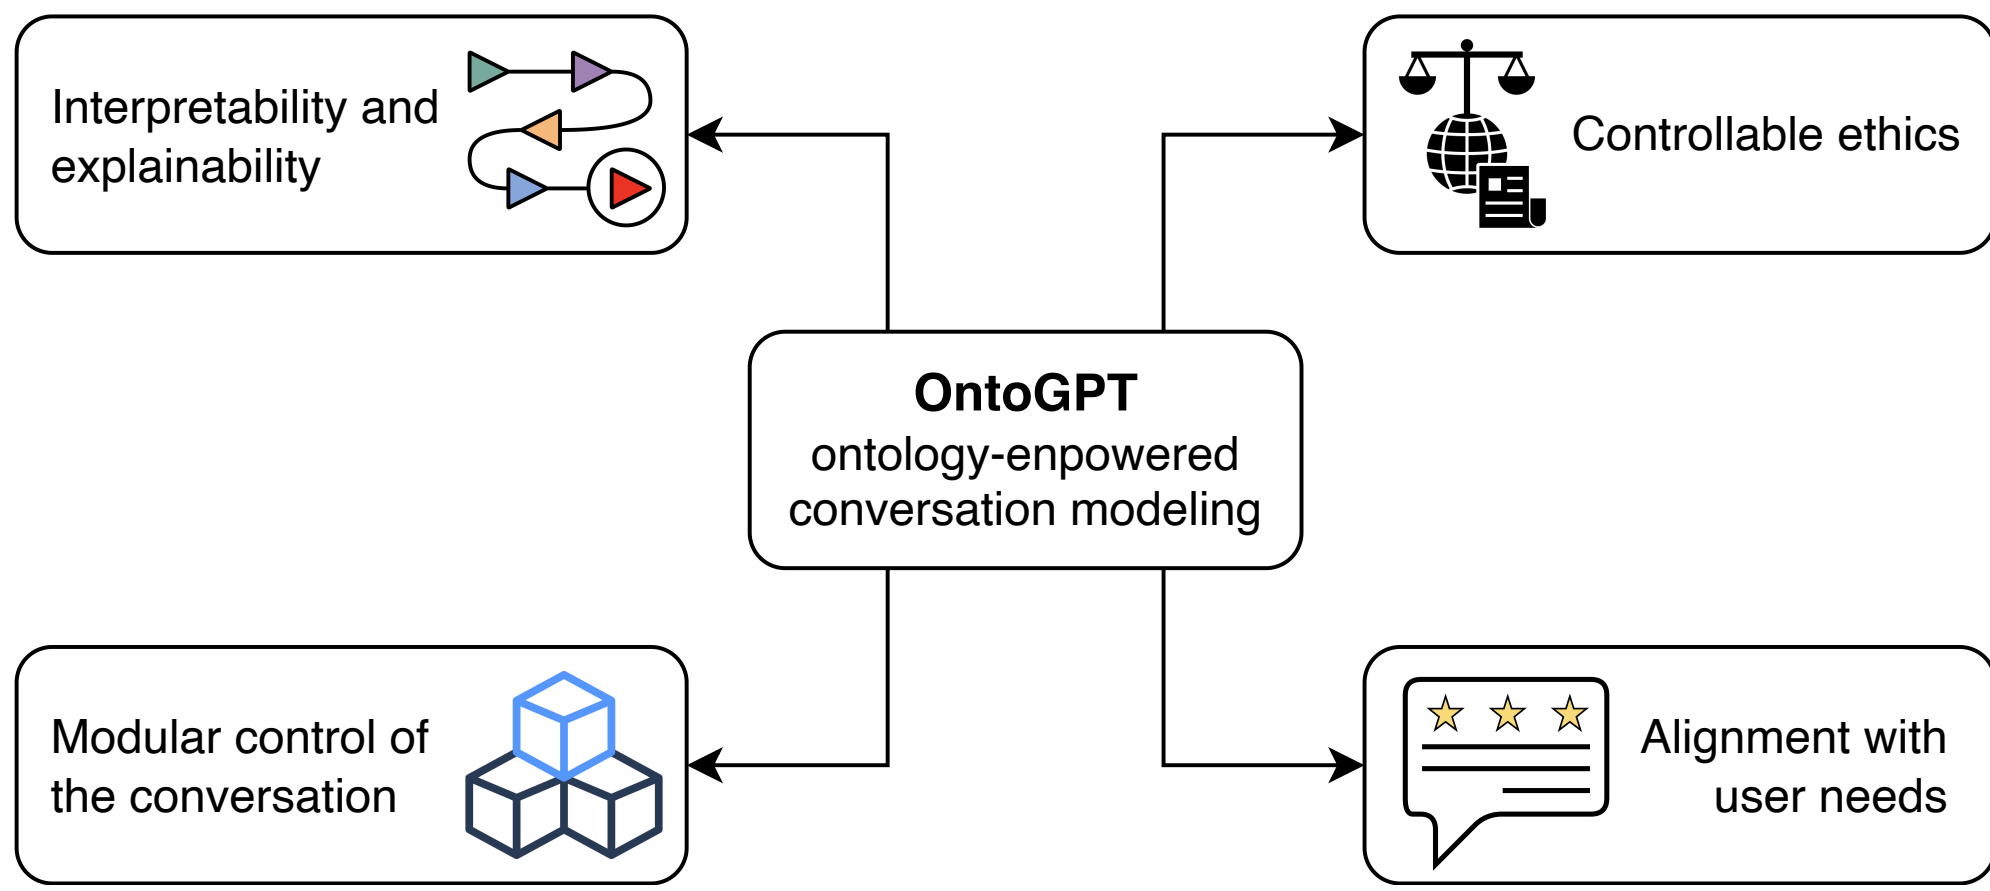 Interpretability and
explainability
Controllable ethics
OntoGPT
ontology-enpowered
conversation modeling
Modular control of
the conversation
Alignment with
user needs